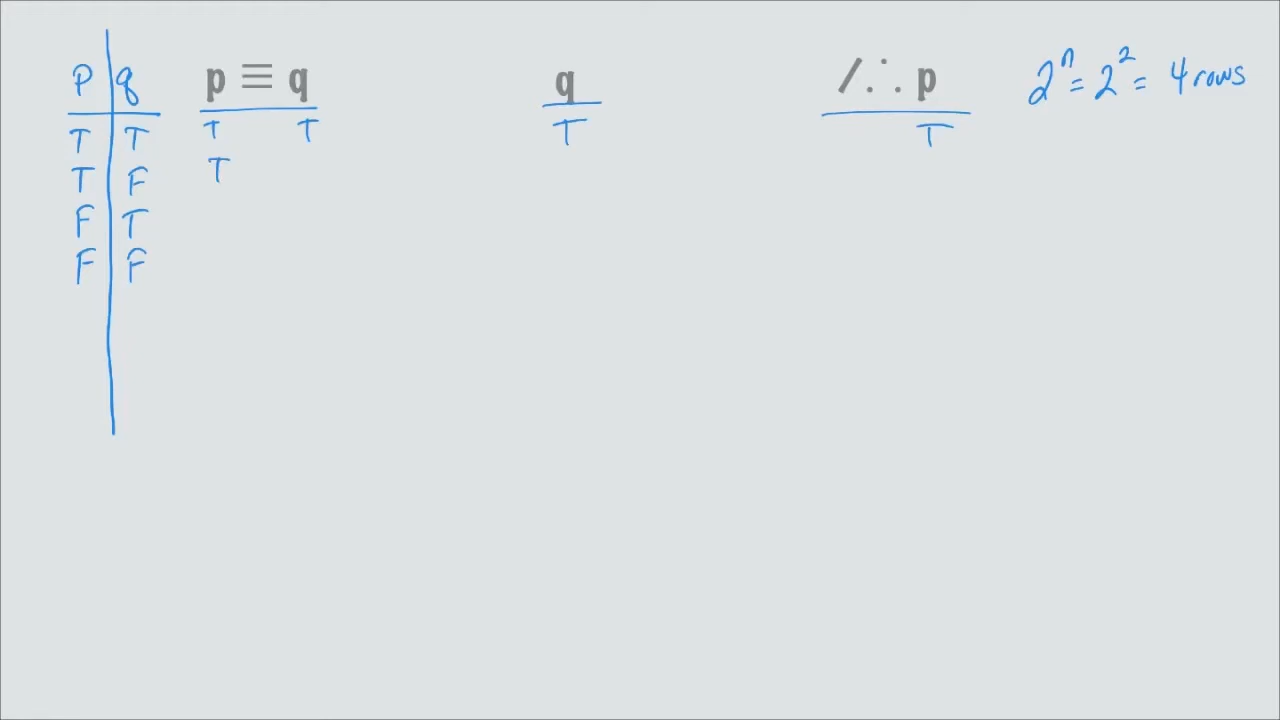 p q p ≡ q q /∴ p 2ⁿ = 2² = 4 rows
T T T T T T
T F T
F T
F F